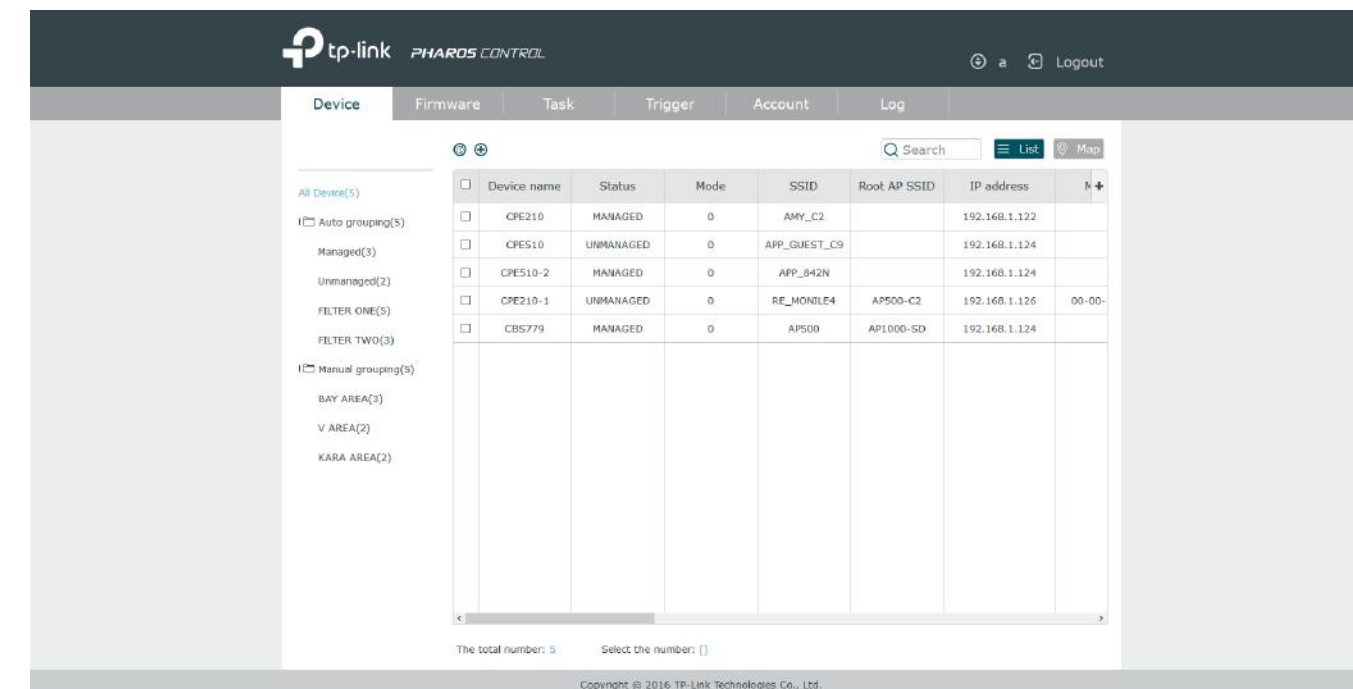 tp-link PHAROS CONTROL
a Logout
Device Firmware Task Trigger Account Log
Search List Map
All Device(5)
Auto grouping(5)
Managed(3)
Unmanaged(2)
FILTER ONE(5)
FILTER TWO(3)
Manual grouping(5)
BAY AREA(3)
V AREA(2)
KARA AREA(2)
Device name Status Mode SSID Root AP SSID IP address M +
CPE210 MANAGED 0 AMY_C2 192.168.1.122
CPE510 UNMANAGED 0 APP_GUEST_C9 192.168.1.124
CPE510-2 MANAGED 0 APP_842N 192.168.1.124
CPE210-1 UNMANAGED 0 RE_MONILE4 AP500-C2 192.168.1.126 00-00-
CBS779 MANAGED 0 AP500 AP1000-SD 192.168.1.124
The total number: 5 Select the number: []
Copyright @ 2016 TP-Link Technologies Co., Ltd.